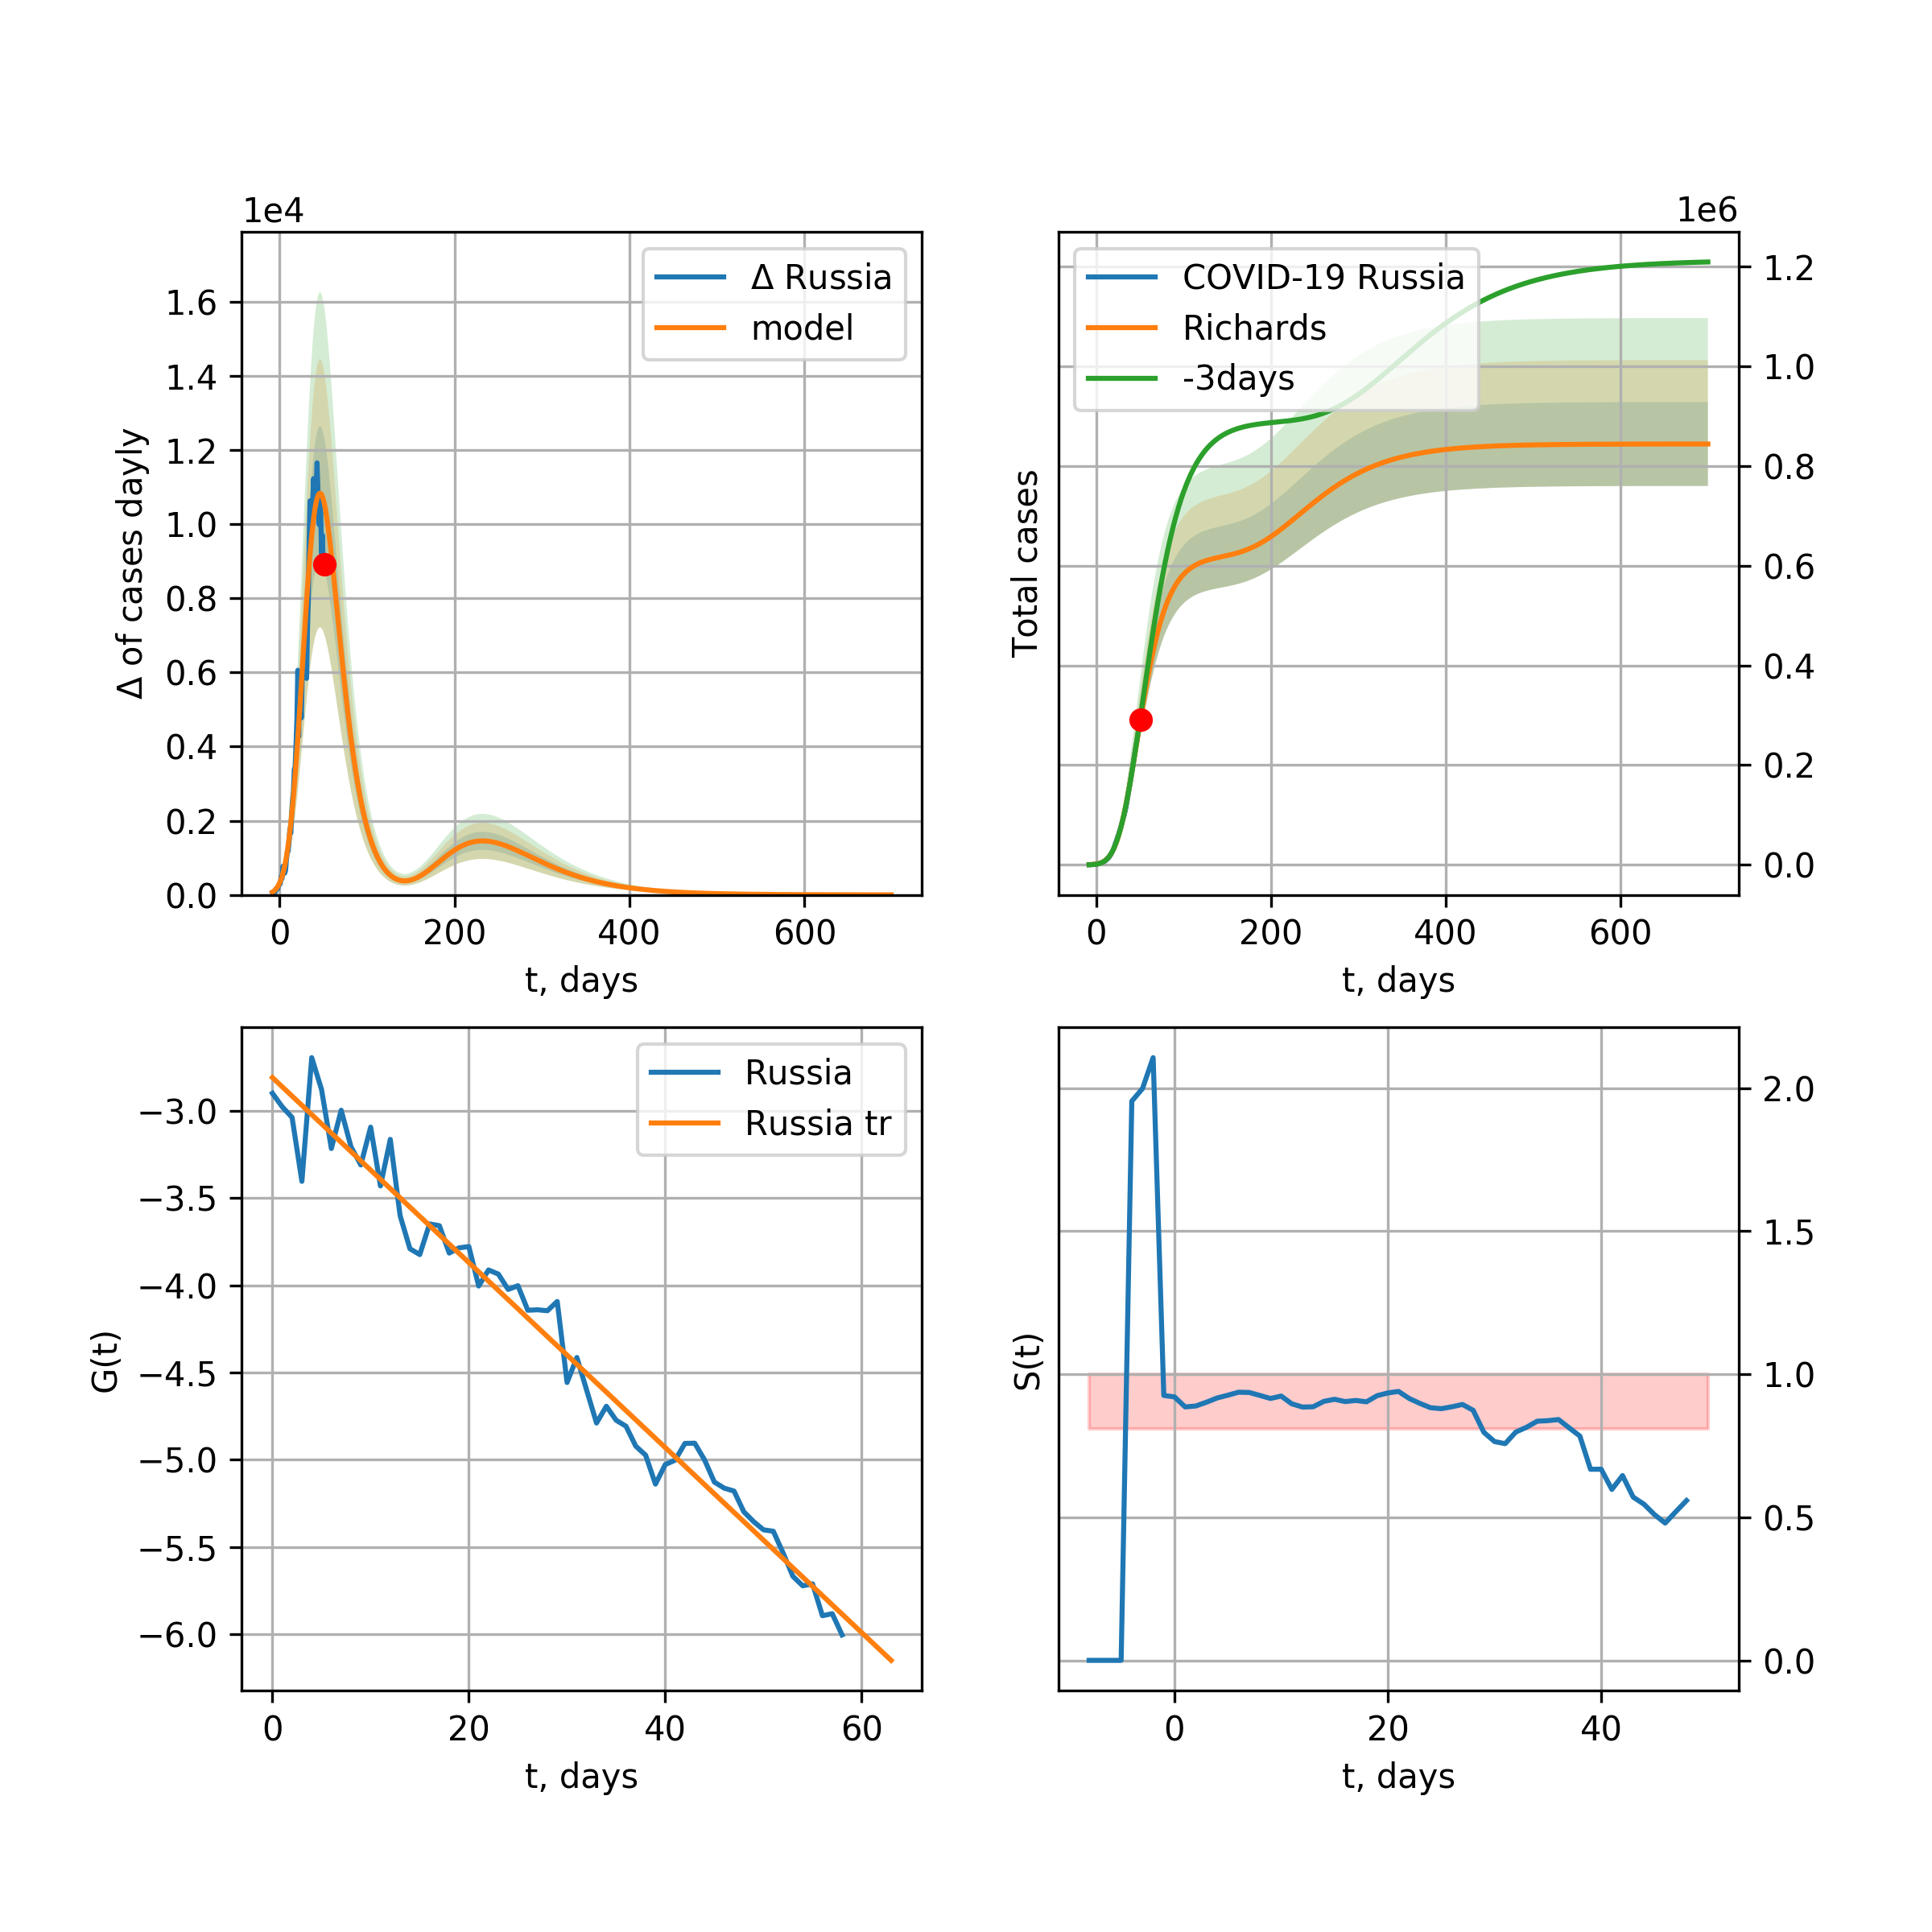 1e4
Δ Russia
model
1.6
1.4
1.2
1.0
0.8
0.6
0.4
0.2
0.0
Δ of cases dayly
0 200 400 600
t, days
1e6
COVID-19 Russia
Richards
-3days
1.2
1.0
0.8
0.6
0.4
0.2
0.0
Total cases
0 200 400 600
t, days
Russia
Russia tr
−3.0
−3.5
−4.0
−4.5
−5.0
−5.5
−6.0
G(t)
0 20 40 60
t, days
2.0
1.5
1.0
0.5
0.0
S(t)
0 20 40
t, days